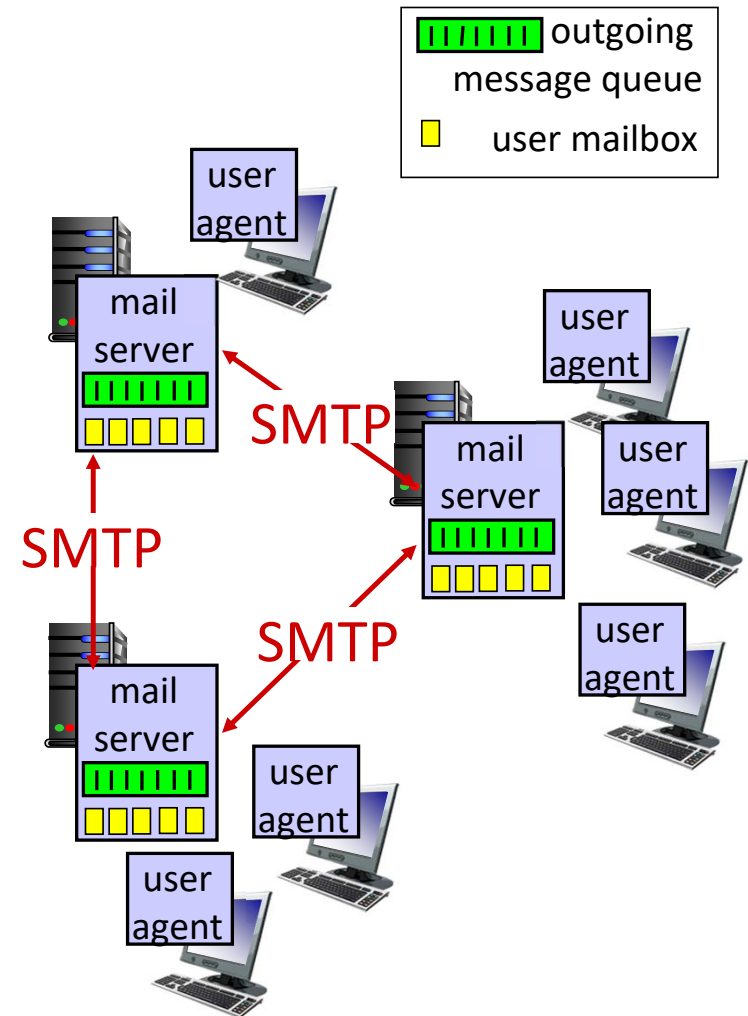 outgoing
message queue
user mailbox
user
agent
mail
server
SMTP
user
agent
mail
server
user
agent
SMTP
SMTP
user
agent
mail
server
user
agent
user
agent